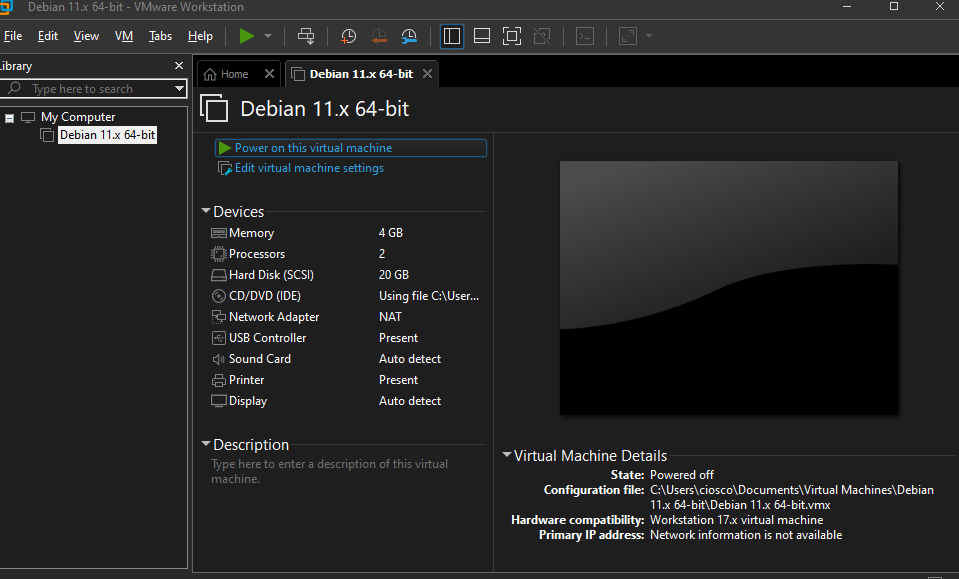 Debian 11.x 64-bit - VMware Workstation
File Edit View VM Tabs Help
Library
Type here to search
My Computer
Debian 11.x 64-bit
Home
Debian 11.x 64-bit
Debian 11.x 64-bit
Power on this virtual machine
Edit virtual machine settings
Devices
Memory 4 GB
Processors 2
Hard Disk (SCSI) 20 GB
CD/DVD (IDE) Using file C:\User...
Network Adapter NAT
USB Controller Present
Sound Card Auto detect
Printer Present
Display Auto detect
Description
Type here to enter a description of this virtual
machine.
Virtual Machine Details
State: Powered off
Configuration file: C:\Users\ciosco\Documents\Virtual Machines\Debian
11.x 64-bit\Debian 11.x 64-bit.vmx
Hardware compatibility: Workstation 17.x virtual machine
Primary IP address: Network information is not available